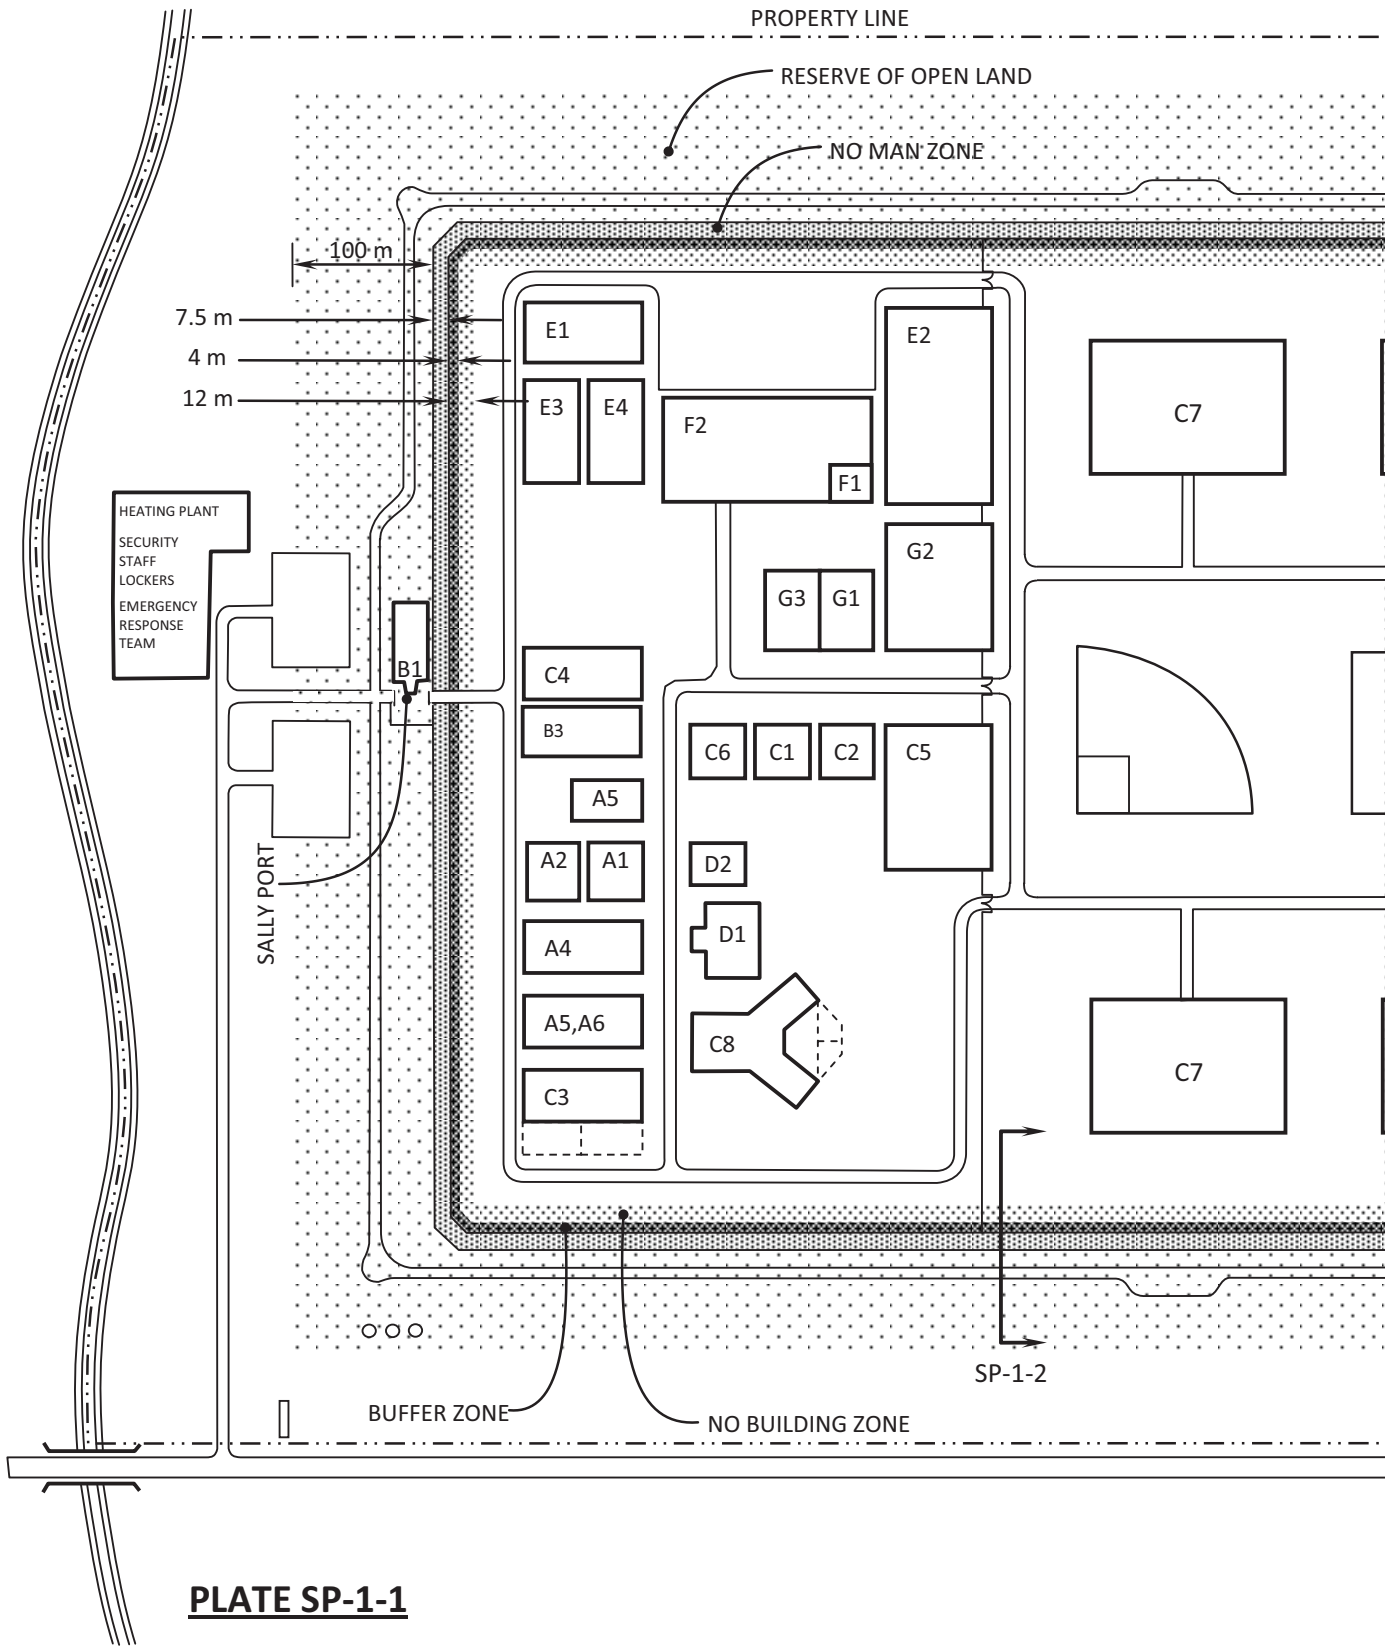 PROPERTY LINE
RESERVE OF OPEN LAND
NO MAN ZONE
100 m
7.5 m
4 m
12 m
E1
E2
E3
E4
F2
F1
C7
HEATING PLANT
SECURITY
STAFF
LOCKERS
EMERGENCY
RESPONSE
TEAM
G2
G3
G1
B1
C4
B3
C6
C1
C2
C5
A5
A2
A1
D2
SALLY PORT
A4
D1
A5,A6
C8
C3
C7
SP-1-2
BUFFER ZONE
NO BUILDING ZONE
PLATE SP-1-1